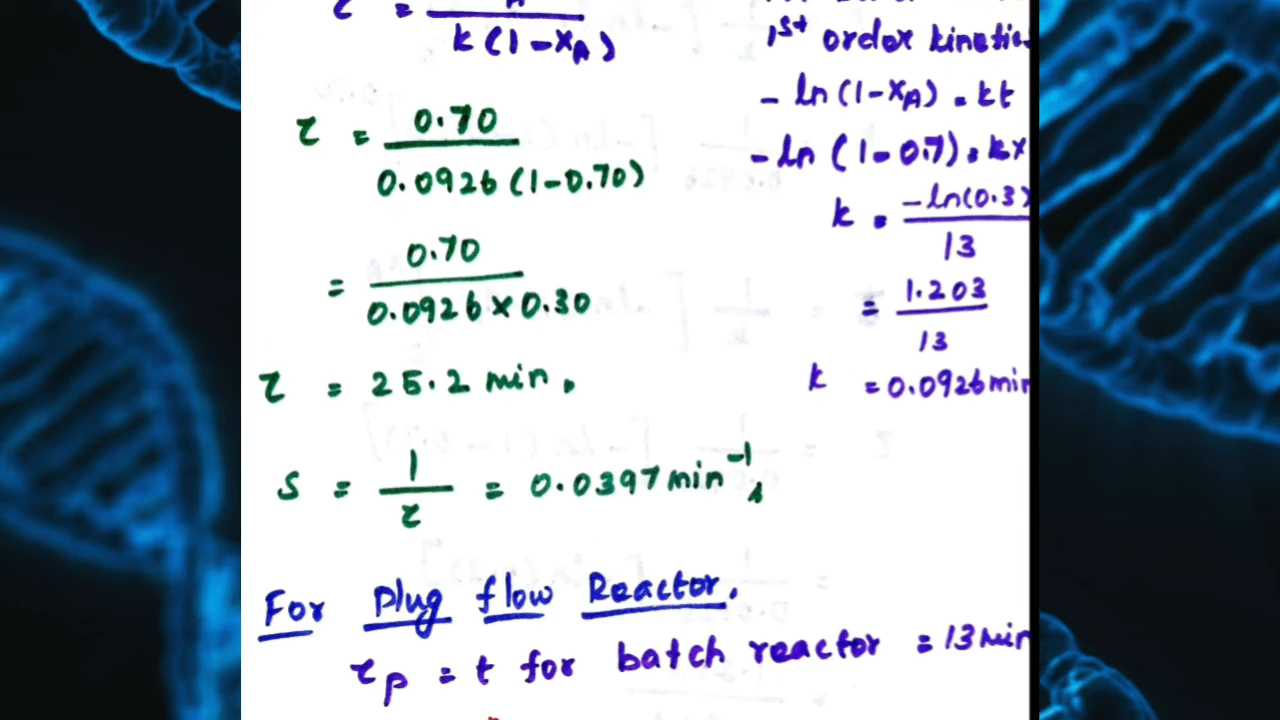 τ = k(1-XA)
τ = 0.70 / 0.0926 (1-0.70)
= 0.70 / 0.0926 x 0.30
τ = 25.2 min.
S = 1/τ = 0.0397 min⁻¹
1st order kinetic
- ln (1-XA) = kt
- ln (1-0.7) = kx
k = -ln(0.3) / 13
= 1.203 / 13
k = 0.0926 min
For Plug flow Reactor.
τp = t for batch reactor = 13 min